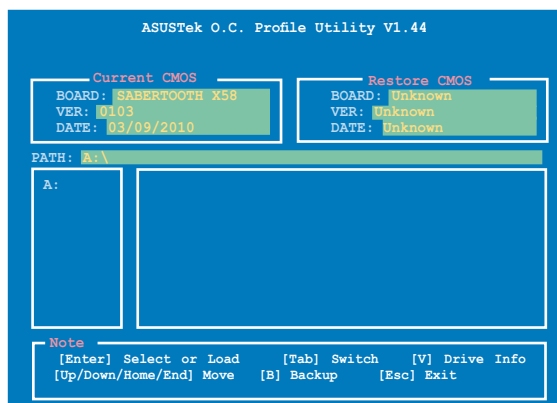 ASUSTek O.C. Profile Utility V1.44
Current CMOS
BOARD: SABERTOOTH X58
VER: 0103
DATE: 03/09/2010
Restore CMOS
BOARD: Unknown
VER: Unknown
DATE: Unknown
PATH: A:\
A:
Note
[Enter] Select or Load [Tab] Switch [V] Drive Info
[Up/Down/Home/End] Move [B] Backup [Esc] Exit